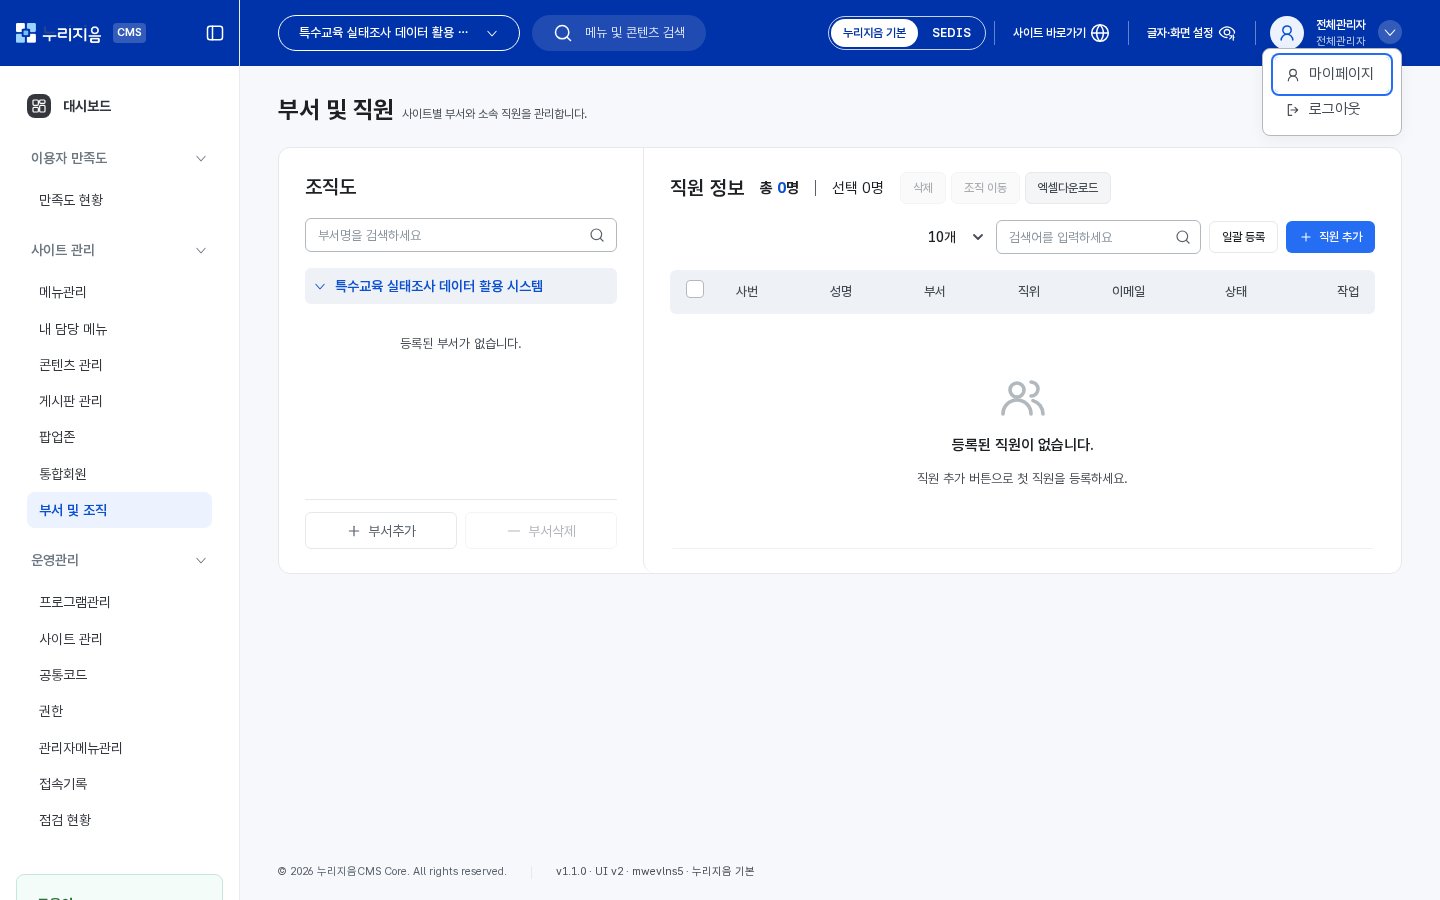 누리지음 CMS
특수교육 실태조사 데이터 활용 ···
메뉴 및 콘텐츠 검색
누리지음 기본 SEDIS
사이트 바로가기
글자·화면 설정
전체관리자
전체관리자
마이페이지
로그아웃
대시보드
이용자 만족도
만족도 현황
사이트 관리
메뉴관리
내 담당 메뉴
콘텐츠 관리
게시판 관리
팝업존
통합회원
부서 및 조직
운영관리
프로그램관리
사이트 관리
공통코드
권한
관리자메뉴관리
접속기록
점검 현황
부서 및 직원 사이트별 부서와 소속 직원을 관리합니다.
조직도
부서명을 검색하세요
특수교육 실태조사 데이터 활용 시스템
등록된 부서가 없습니다.
부서추가 부서삭제
직원 정보 총 0명 선택 0명 삭제 조직 이동 엑셀다운로드
10개 검색어를 입력하세요 일괄 등록 직원 추가
사번 성명 부서 직위 이메일 상태 작업
등록된 직원이 없습니다.
직원 추가 버튼으로 첫 직원을 등록하세요.
© 2026 누리지음CMS Core. All rights reserved. v1.1.0 · UI v2 · mwevlns5 · 누리지음 기본